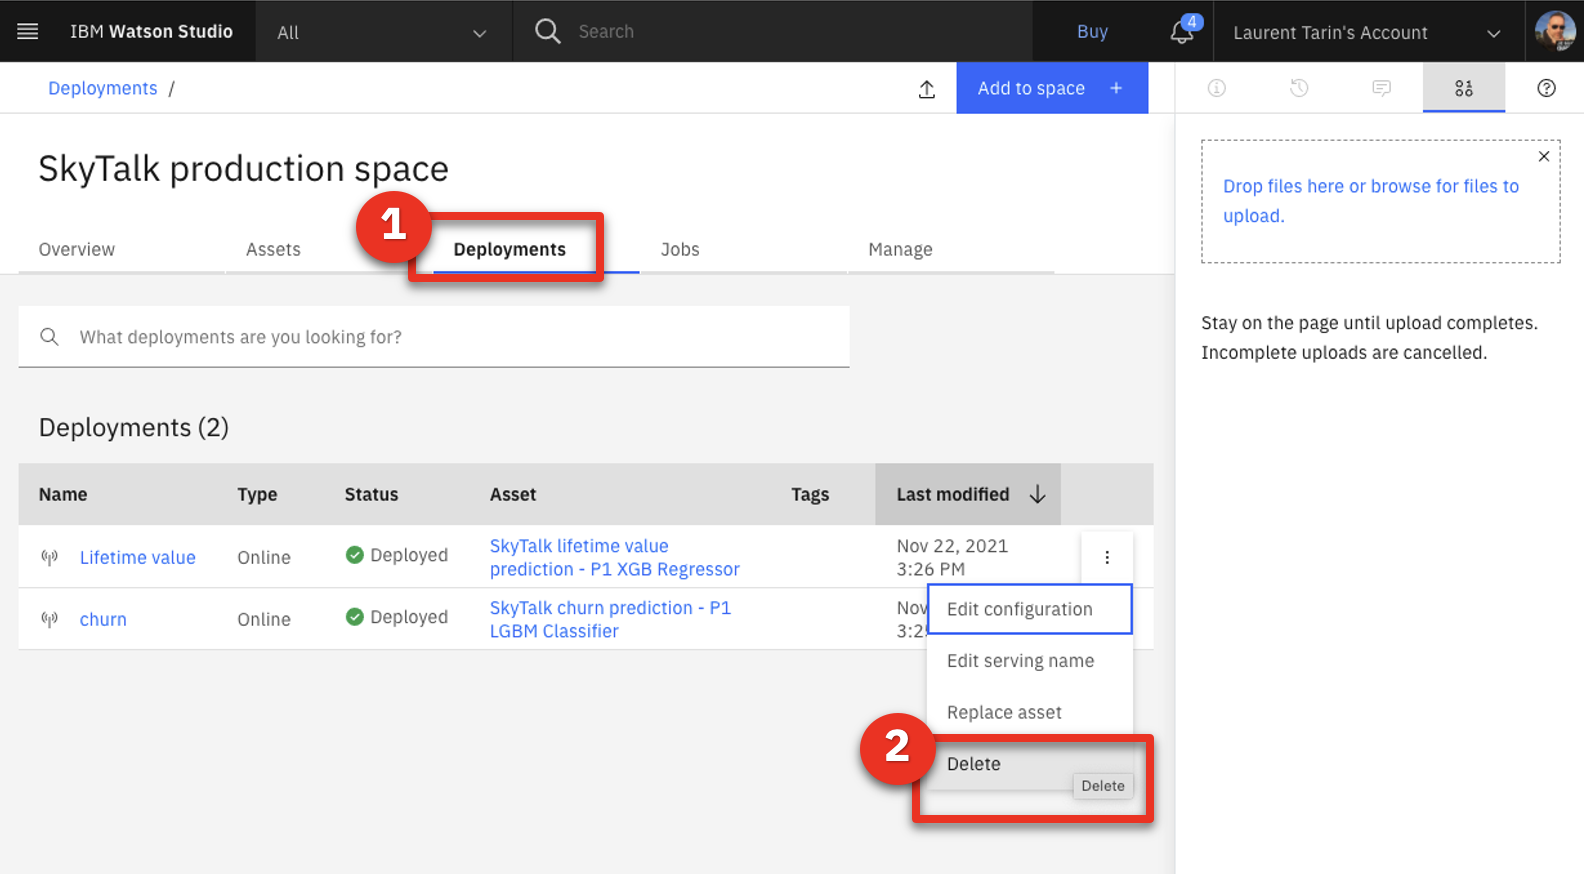 IBM Watson Studio
All
Search
Buy
4
Laurent Tarin's Account
Deployments /
Add to space +
SkyTalk production space
1
Overview
Assets
Deployments
Jobs
Manage
What deployments are you looking for?
Deployments (2)
Name
Type
Status
Asset
Tags
Last modified
Lifetime value
Online
Deployed
SkyTalk lifetime value
prediction - P1 XGB Regressor
Nov 22, 2021
3:26 PM
churn
Online
Deployed
SkyTalk churn prediction - P1
LGBM Classifier
Nov
Edit configuration
Edit serving name
Replace asset
2
Delete
Delete
Drop files here or browse for files to
upload.
Stay on the page until upload completes.
Incomplete uploads are cancelled.